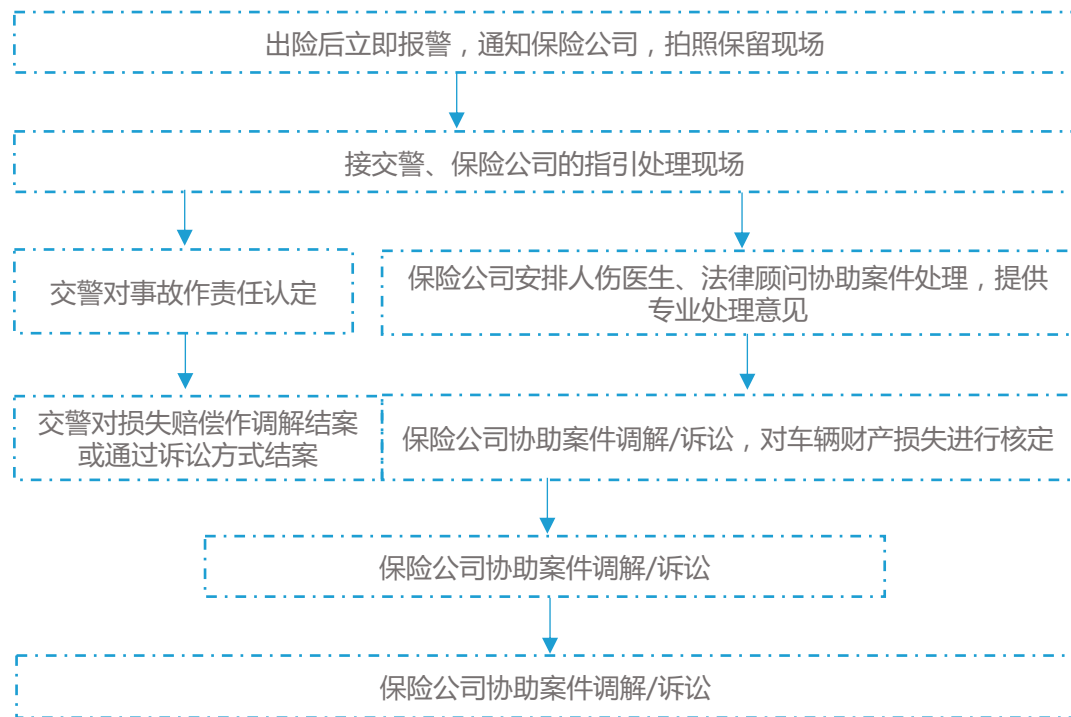 出险后立即报警，通知保险公司，拍照保留现场
接交警、保险公司的指引处理现场
交警对事故作责任认定
保险公司安排人伤医生、法律顾问协助案件处理，提供
专业处理意见
交警对损失赔偿作调解结案
或通过诉讼方式结案
保险公司协助案件调解/诉讼，对车辆财产损失进行核定
保险公司协助案件调解/诉讼
保险公司协助案件调解/诉讼